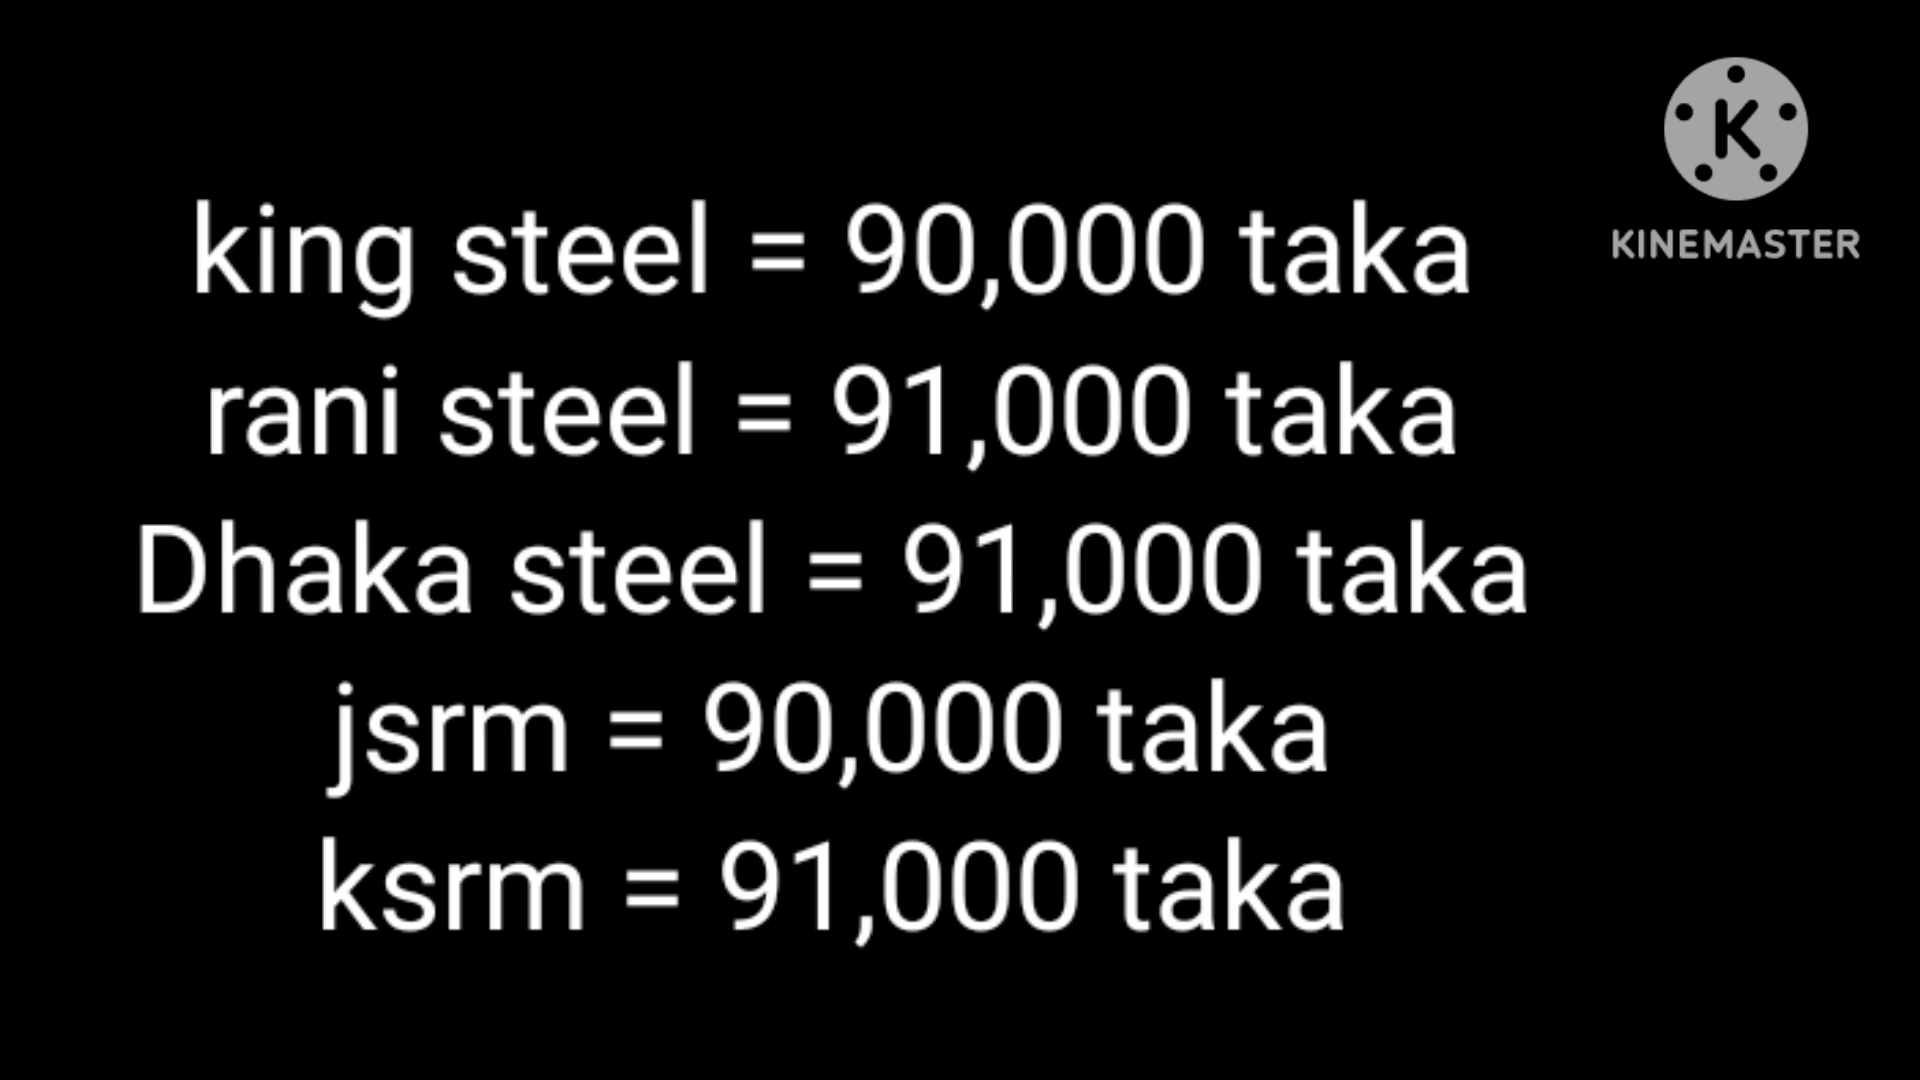 king steel = 90,000 taka
rani steel = 91,000 taka
Dhaka steel = 91,000 taka
jsrm = 90,000 taka
ksrm = 91,000 taka
K
KINEMASTER